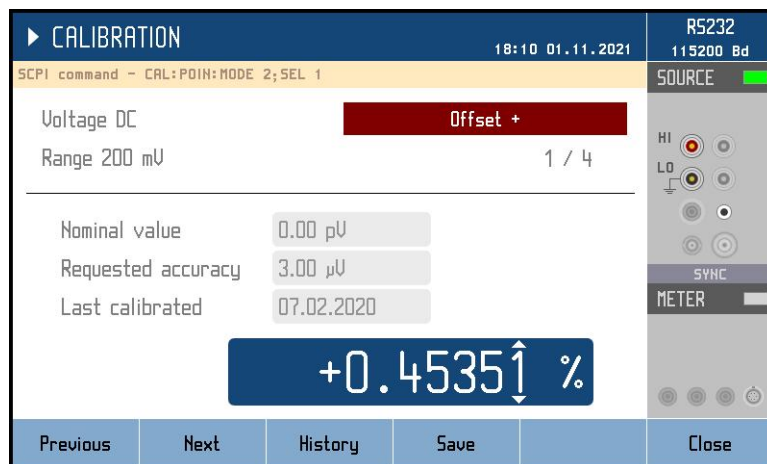 CALIBRATION
18:10 01.11.2021
RS232
115200 Bd
SCPI command - CAL:POIN:MODE 2;SEL 1
SOURCE
Voltage DC
Offset +
Range 200 mV
1 / 4
HI
LO
Nominal value
0.00 pV
Requested accuracy
3.00 µV
Last calibrated
07.02.2020
SYNC
METER
+0.45351 %
Previous
Next
History
Save
Close